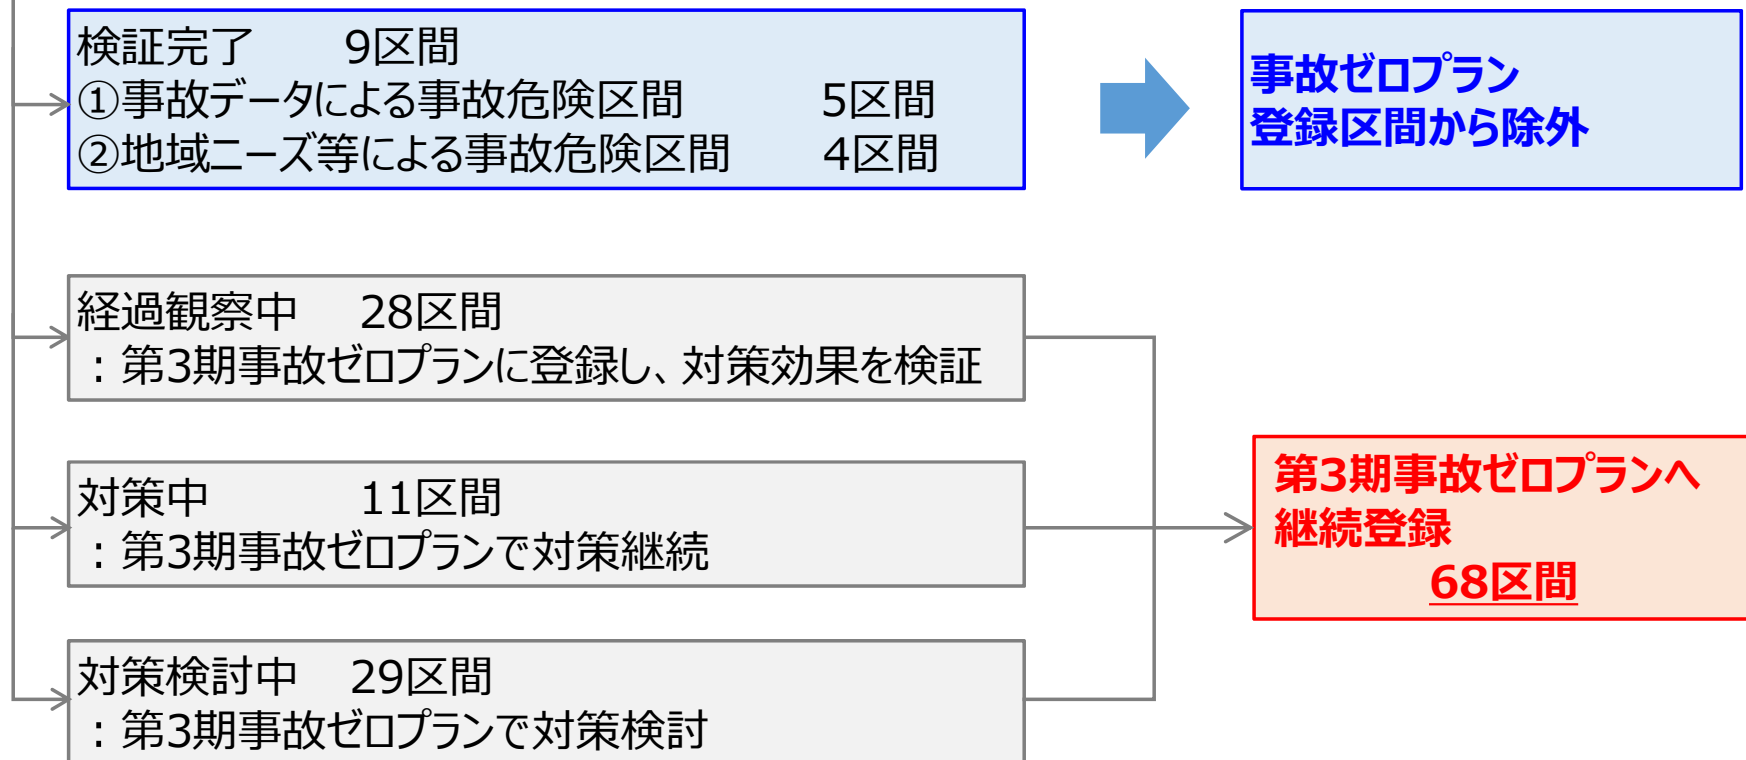 検証完了　　9区間
①事故データによる事故危険区間　　　5区間
②地域ニーズ等による事故危険区間　　4区間
事故ゼロプラン
登録区間から除外
経過観察中　28区間
：第3期事故ゼロプランに登録し、対策効果を検証
対策中　　　11区間
：第3期事故ゼロプランで対策継続
第3期事故ゼロプランへ
継続登録
68区間
対策検討中　29区間
：第3期事故ゼロプランで対策検討